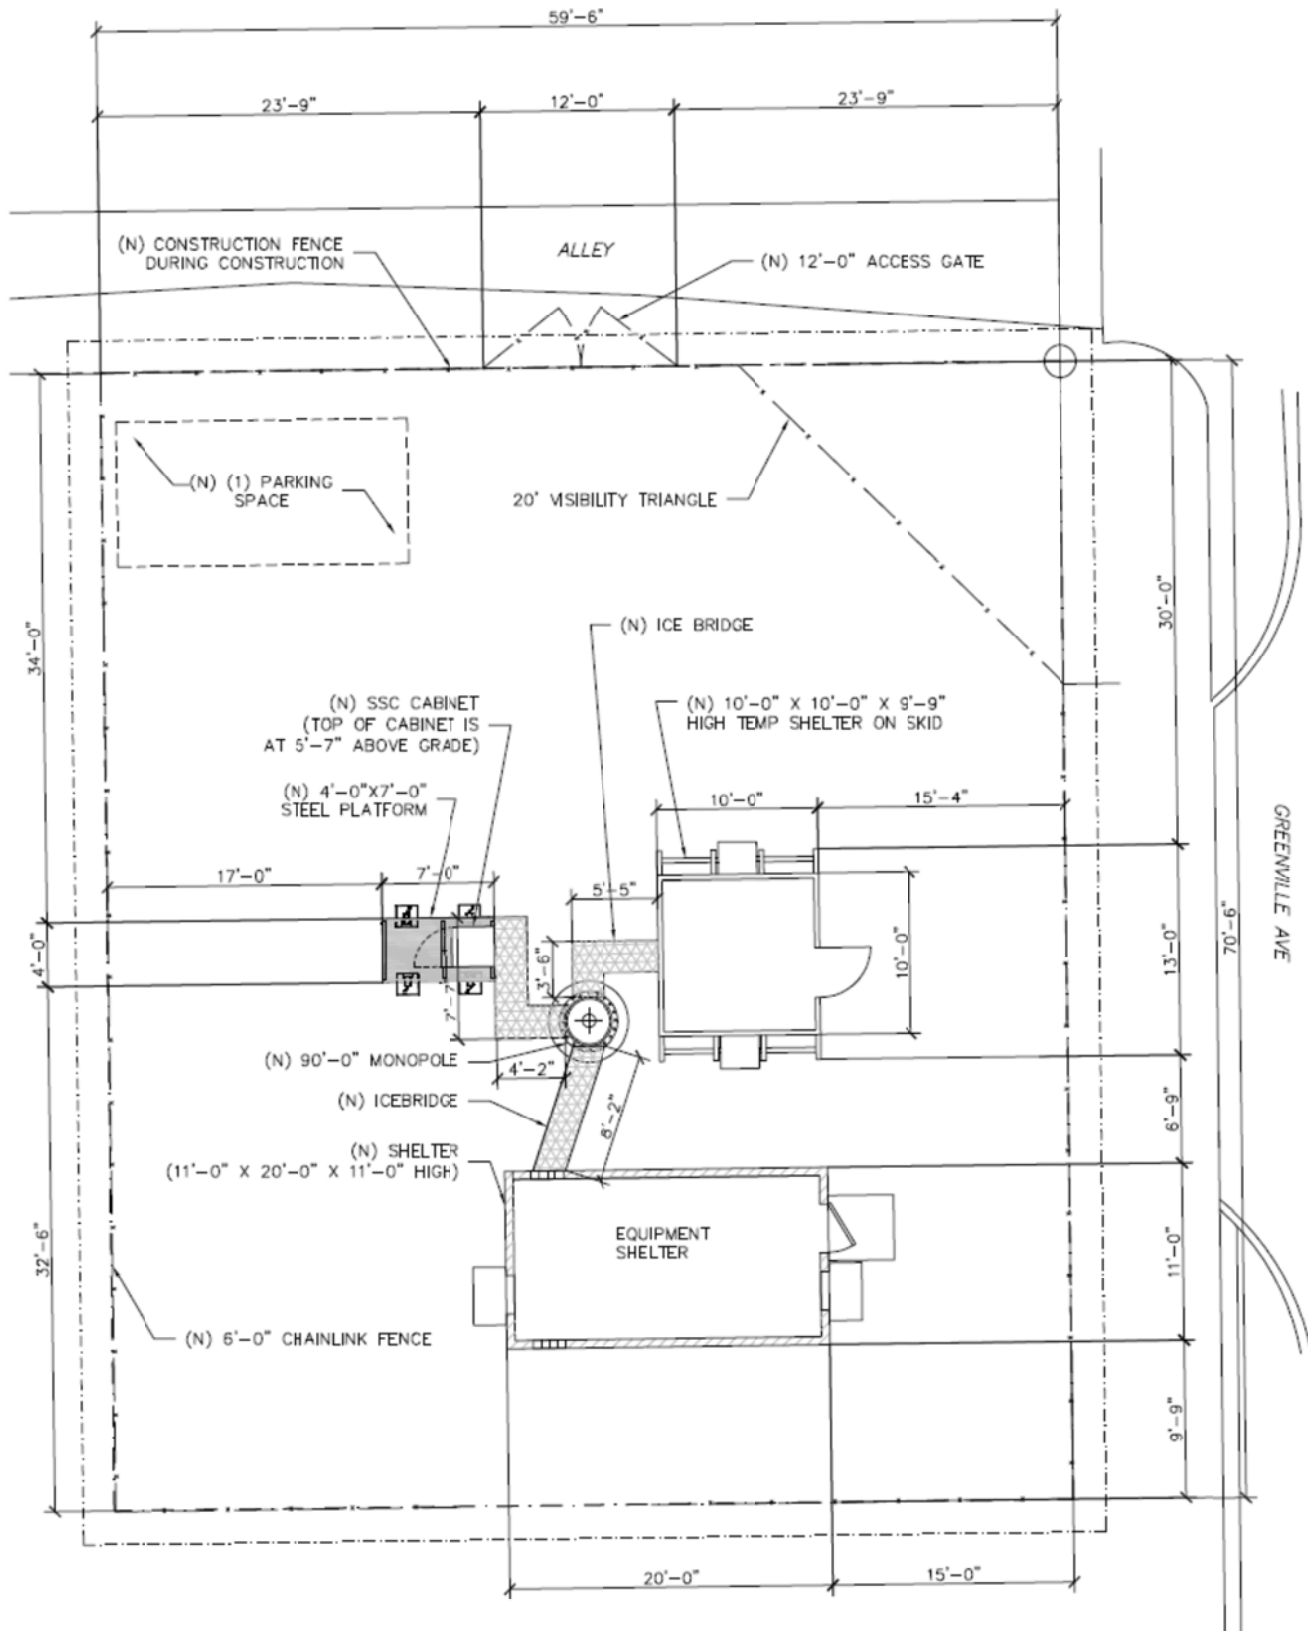 59'-6"
23'-9"
12'-0"
23'-9"
(N) CONSTRUCTION FENCE
DURING CONSTRUCTION
ALLEY
(N) 12'-0" ACCESS GATE
(N) (1) PARKING
SPACE
20' VISIBILITY TRIANGLE
30'-0"
34'-0"
(N) ICE BRIDGE
(N) SSC CABINET
(TOP OF CABINET IS
AT 5'-7" ABOVE GRADE)
(N) 10'-0" X 10'-0" X 9'-9"
HIGH TEMP SHELTER ON SKID
(N) 4'-0"X7'-0"
STEEL PLATFORM
10'-0"
15'-4"
GREENVILLE AVE
17'-0"
7'-0"
5'-5"
4'-0"
3'-6"
10'-0"
13'-0"
70'-6"
7'-7"
(N) 90'-0" MONOPOLE
4'-2"
(N) ICEBRIDGE
8'-2"
6'-9"
(N) SHELTER
(11'-0" X 20'-0" X 11'-0" HIGH)
EQUIPMENT
SHELTER
32'-6"
11'-0"
(N) 6'-0" CHAINLINK FENCE
9'-9"
20'-0"
15'-0"